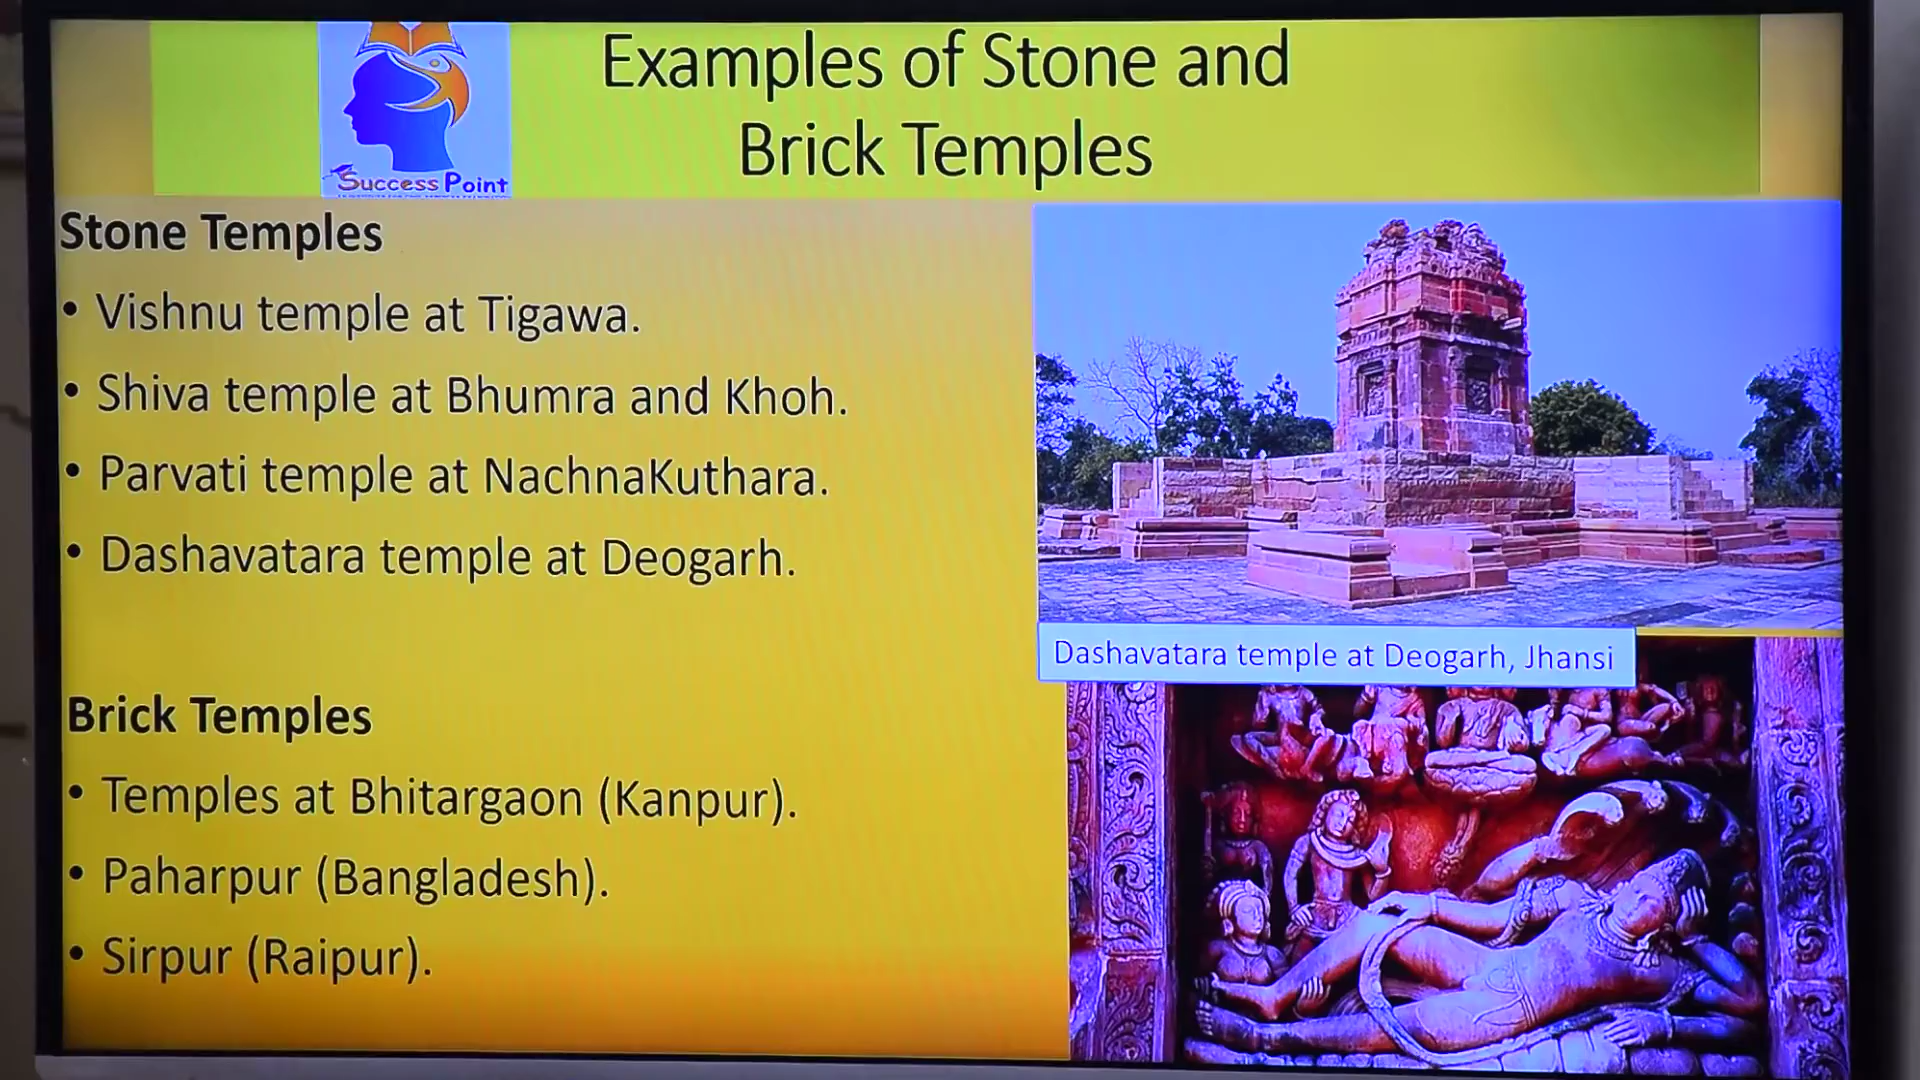 Examples of Stone and
Brick Temples
Success Point
Stone Temples
• Vishnu temple at Tigawa.
• Shiva temple at Bhumra and Khoh.
• Parvati temple at NachnaKuthara.
• Dashavatara temple at Deogarh.
Dashavatara temple at Deogarh, Jhansi
Brick Temples
• Temples at Bhitargaon (Kanpur).
• Paharpur (Bangladesh).
• Sirpur (Raipur).